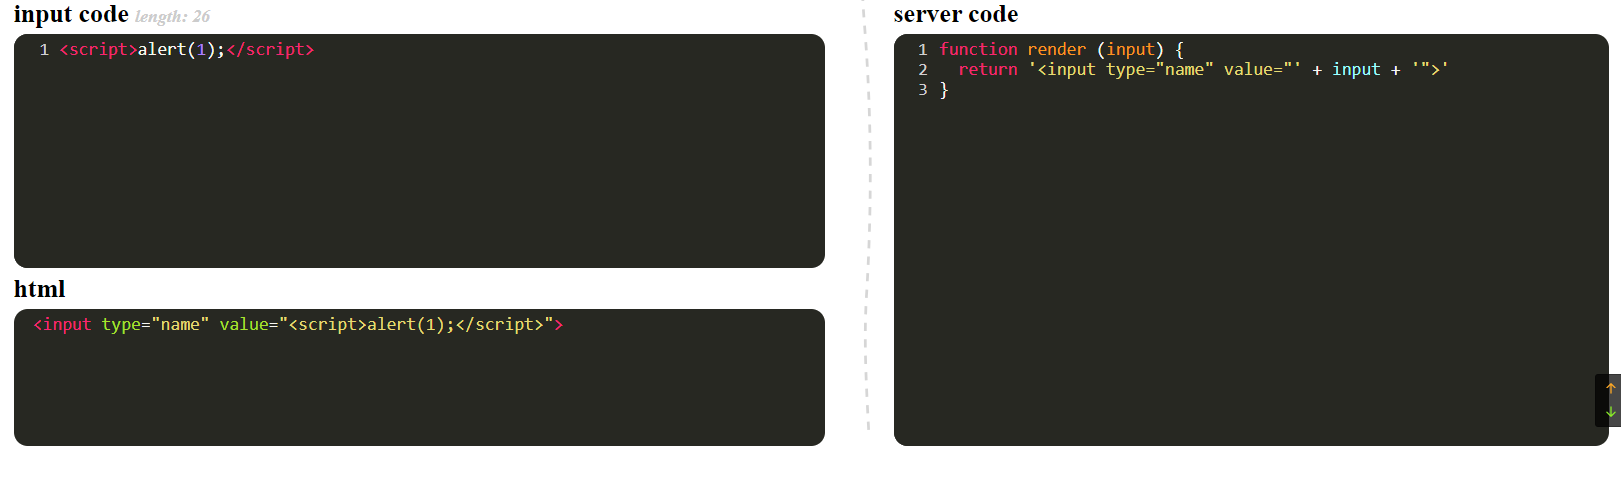 input code length: 26
1 <script>alert(1);</script>
html
<input type="name" value="<script>alert(1);</script>">
server code
1 function render (input) {
2   return '<input type="name" value="' + input + '">'
3 }
↑
↓